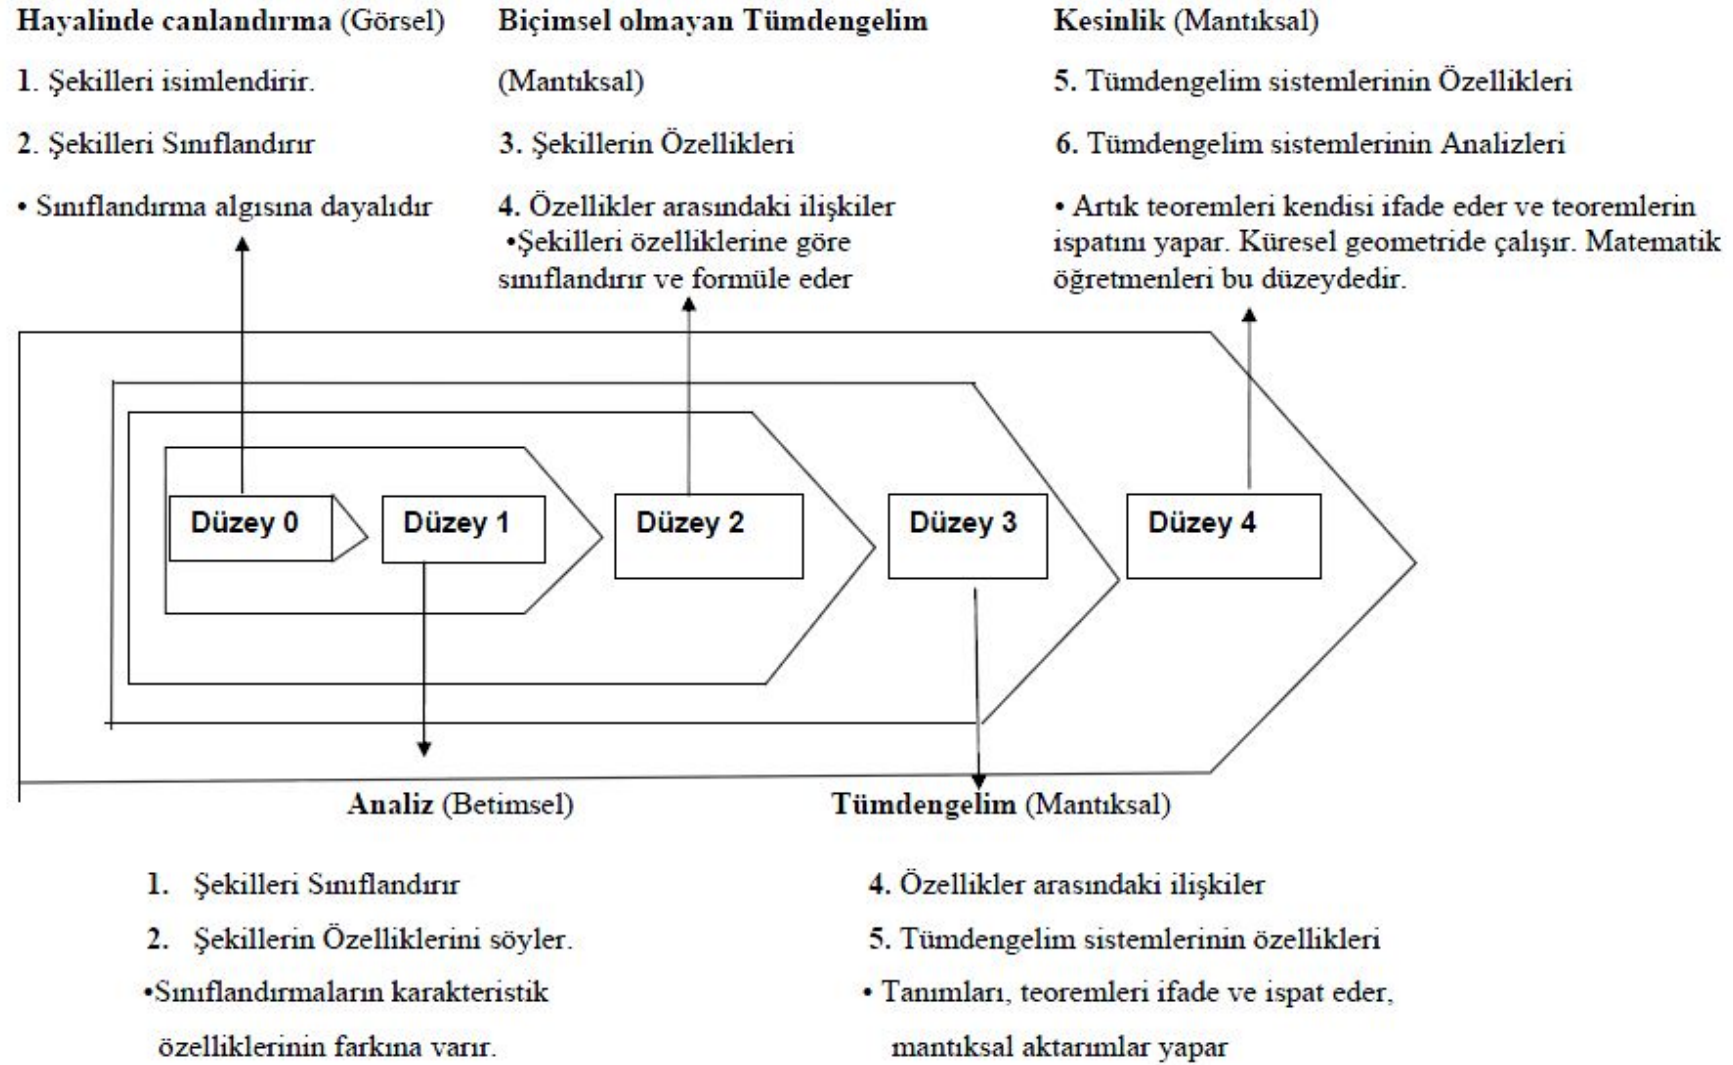 Hayalinde canlandırma (Görsel)
1. Şekilleri isimlendirir.
2. Şekilleri Sınıflandırır
• Sınıflandırma algısına dayalıdır
Biçimsel olmayan Tümdengelim
(Mantıksal)
3. Şekillerin Özellikleri
4. Özellikler arasındaki ilişkiler
•Şekilleri özelliklerine göre
sınıflandırır ve formüle eder
Kesinlik (Mantıksal)
5. Tümdengelim sistemlerinin Özellikleri
6. Tümdengelim sistemlerinin Analizleri
• Artık teoremleri kendisi ifade eder ve teoremlerin
ispatını yapar. Küresel geometride çalışır. Matematik
öğretmenleri bu düzeydedir.
Düzey 0
Düzey 1
Düzey 2
Düzey 3
Düzey 4
Analiz (Betimsel)
1. Şekilleri Sınıflandırır
2. Şekillerin Özelliklerini söyler.
•Sınıflandırmaların karakteristik
özelliklerinin farkına varır.
Tümdengelim (Mantıksal)
4. Özellikler arasındaki ilişkiler
5. Tümdengelim sistemlerinin özellikleri
• Tanımları, teoremleri ifade ve ispat eder,
mantıksal aktarımlar yapar